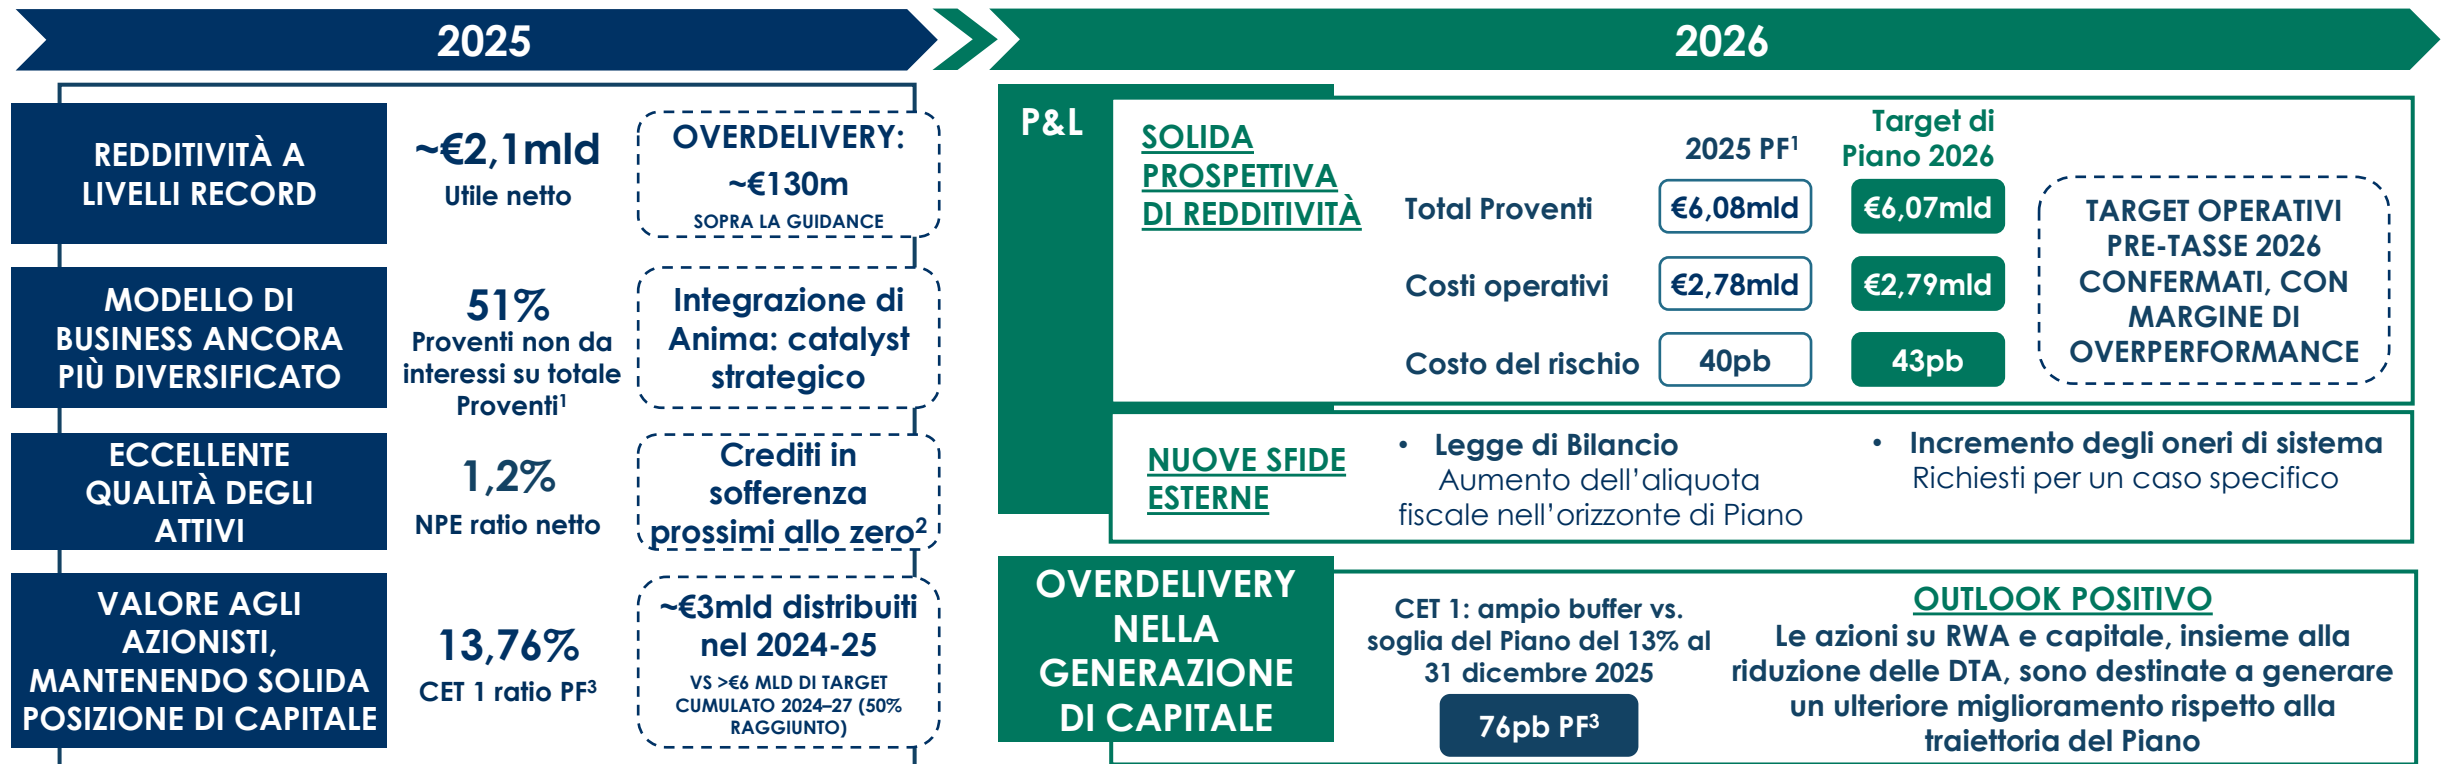 2025
REDDITIVITÀ A
LIVELLI RECORD
~€2,1mld
Utile netto
OVERDELIVERY:
~€130m
SOPRA LA GUIDANCE
MODELLO DI
BUSINESS ANCORA
PIÙ DIVERSIFICATO
51%
Proventi non da
interessi su totale
Proventi¹
Integrazione di
Anima: catalyst
strategico
ECCELLENTE
QUALITÀ DEGLI
ATTIVI
1,2%
NPE ratio netto
Crediti in
sofferenza
prossimi allo zero²
VALORE AGLI
AZIONISTI,
MANTENENDO SOLIDA
POSIZIONE DI CAPITALE
13,76%
CET 1 ratio PF³
~€3mld distribuiti
nel 2024-25
VS >€6 MLD DI TARGET
CUMULATO 2024–27 (50%
RAGGIUNTO)
2026
P&L
SOLIDA
PROSPETTIVA
DI REDDITIVITÀ
2025 PF¹
Target di
Piano 2026
Total Proventi €6,08mld €6,07mld
Costi operativi €2,78mld €2,79mld
Costo del rischio 40pb 43pb
TARGET OPERATIVI
PRE-TASSE 2026
CONFERMATI, CON
MARGINE DI
OVERPERFORMANCE
NUOVE SFIDE
ESTERNE
• Legge di Bilancio
Aumento dell’aliquota
fiscale nell’orizzonte di Piano
• Incremento degli oneri di sistema
Richiesti per un caso specifico
OVERDELIVERY
NELLA
GENERAZIONE
DI CAPITALE
CET 1: ampio buffer vs.
soglia del Piano del 13% al
31 dicembre 2025
76pb PF³
OUTLOOK POSITIVO
Le azioni su RWA e capitale, insieme alla
riduzione delle DTA, sono destinate a generare
un ulteriore miglioramento rispetto alla
traiettoria del Piano